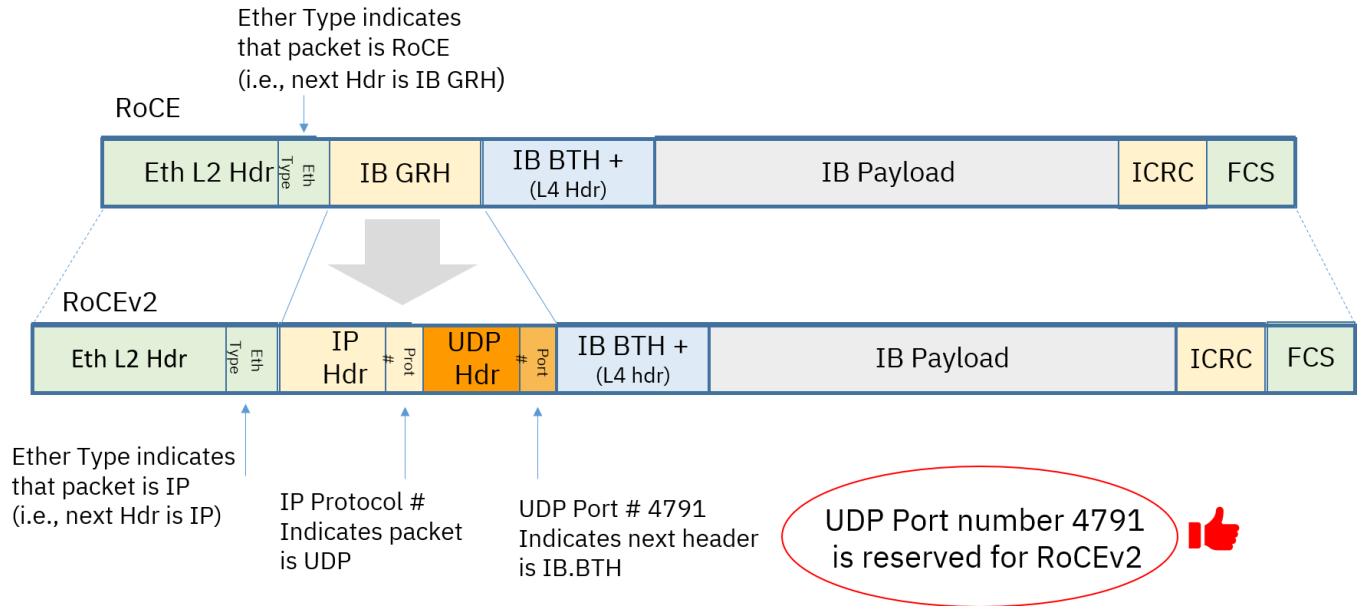 Ether Type indicates
that packet is RoCE
(i.e., next Hdr is IB GRH)
RoCE
Eth L2 Hdr
Eth
Type
IB GRH
IB BTH +
(L4 Hdr)
IB Payload
ICRC
FCS
RoCEv2
Eth L2 Hdr
Eth
Type
IP
Hdr
Prot
#
UDP
Hdr
Port
#
IB BTH +
(L4 hdr)
IB Payload
ICRC
FCS
Ether Type indicates
that packet is IP
(i.e., next Hdr is IP)
IP Protocol #
Indicates packet
is UDP
UDP Port # 4791
Indicates next header
is IB.BTH
UDP Port number 4791
is reserved for RoCEv2